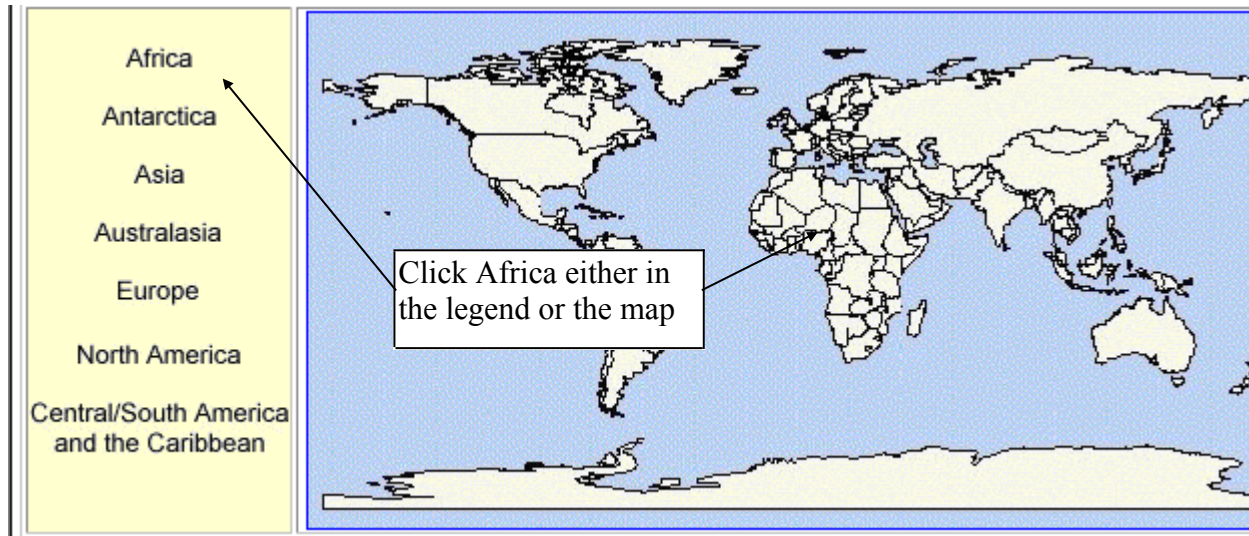 Africa
Antarctica
Asia
Australasia
Europe
North America
Central/South America
and the Caribbean
Click Africa either in
the legend or the map